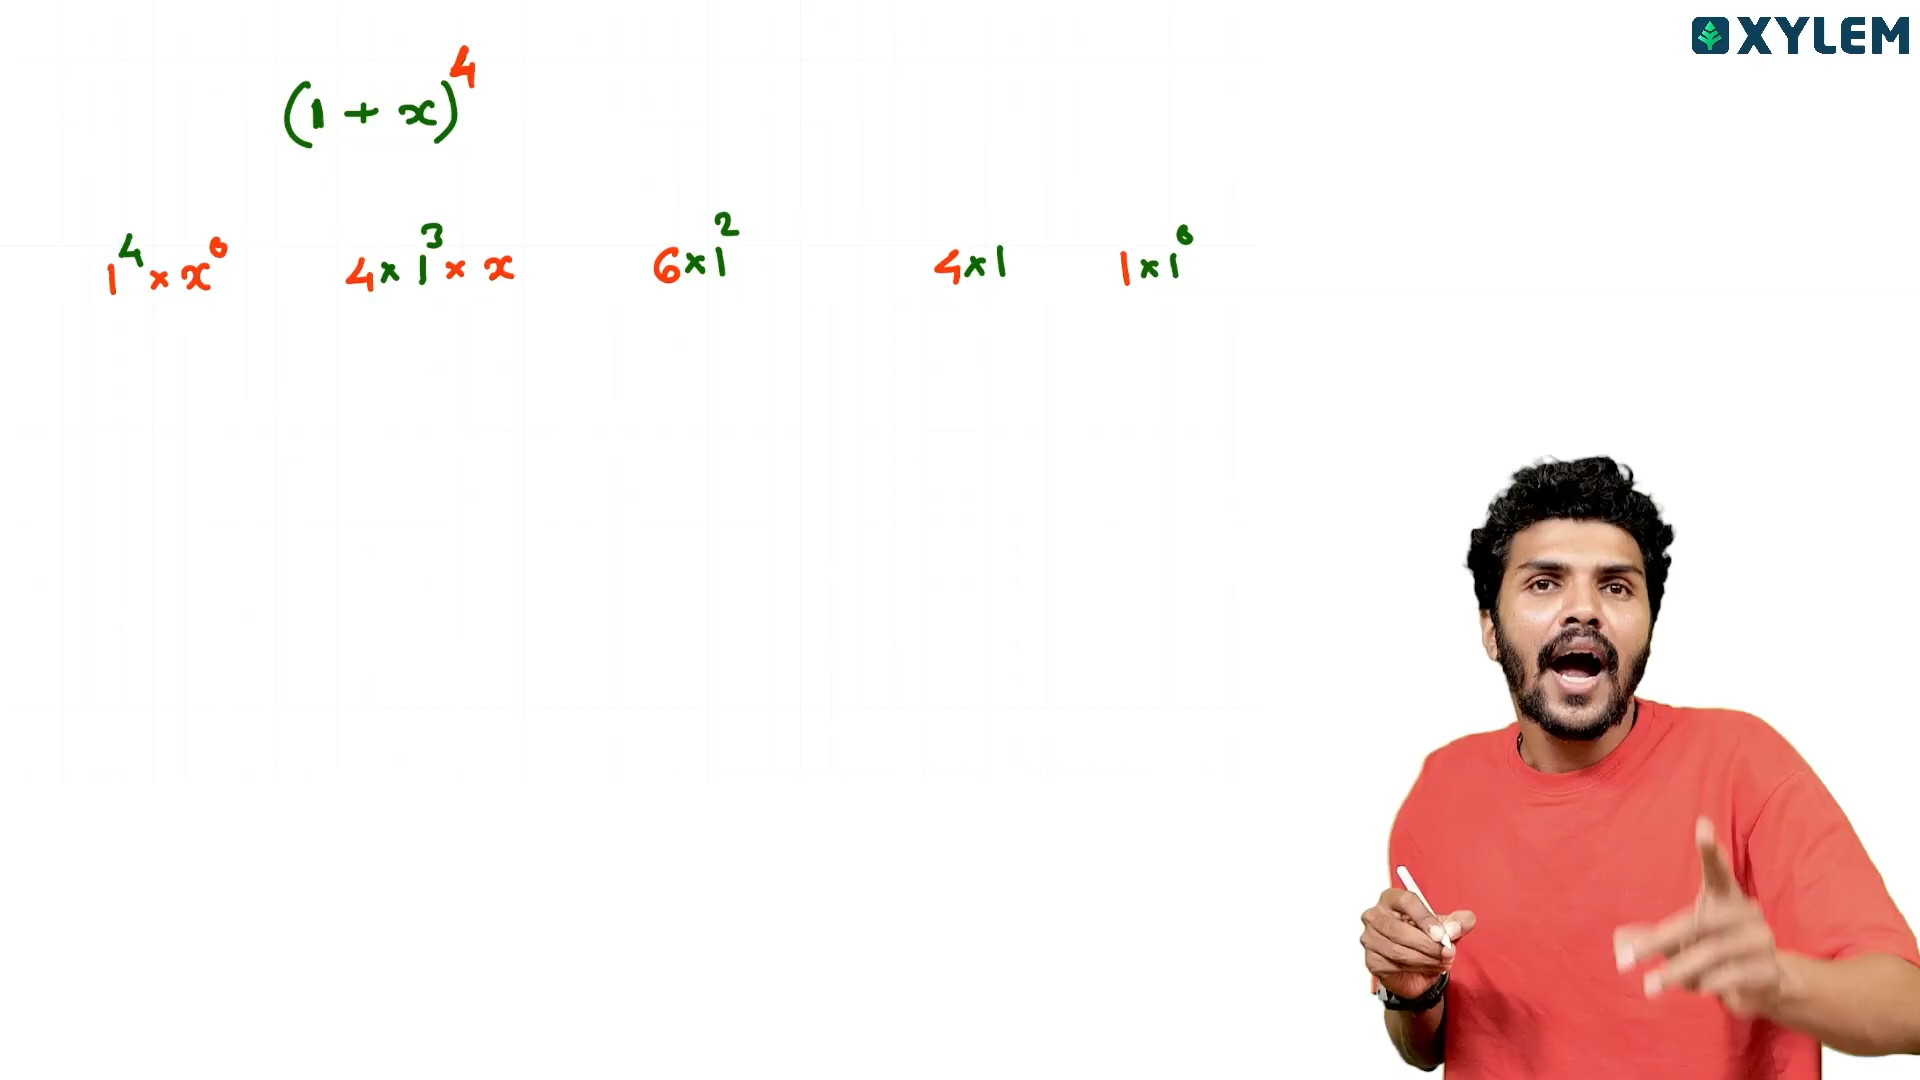 XYLEM
(1 + x)⁴
1⁴ × x⁰ 4 × 1³ × x 6 × 1² 4 × 1 1 × 1⁰